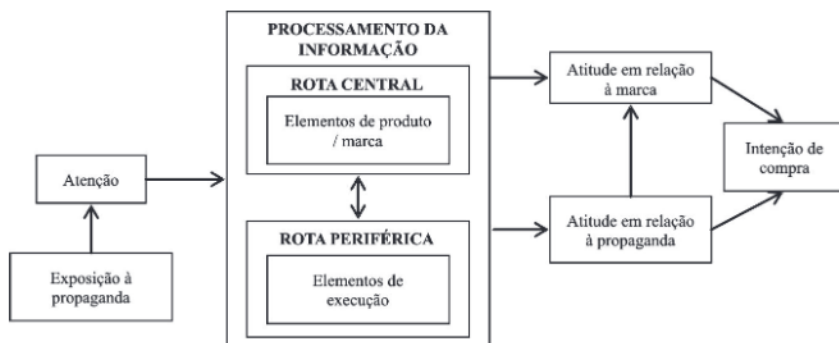 PROCESSAMENTO DA
INFORMAÇÃO
ROTA CENTRAL
Elementos de produto
/ marca
ROTA PERIFÉRICA
Elementos de
execução
Atenção
Exposição à
propaganda
Atitude em relação
à marca
Atitude em relação
à propaganda
Intenção de
compra